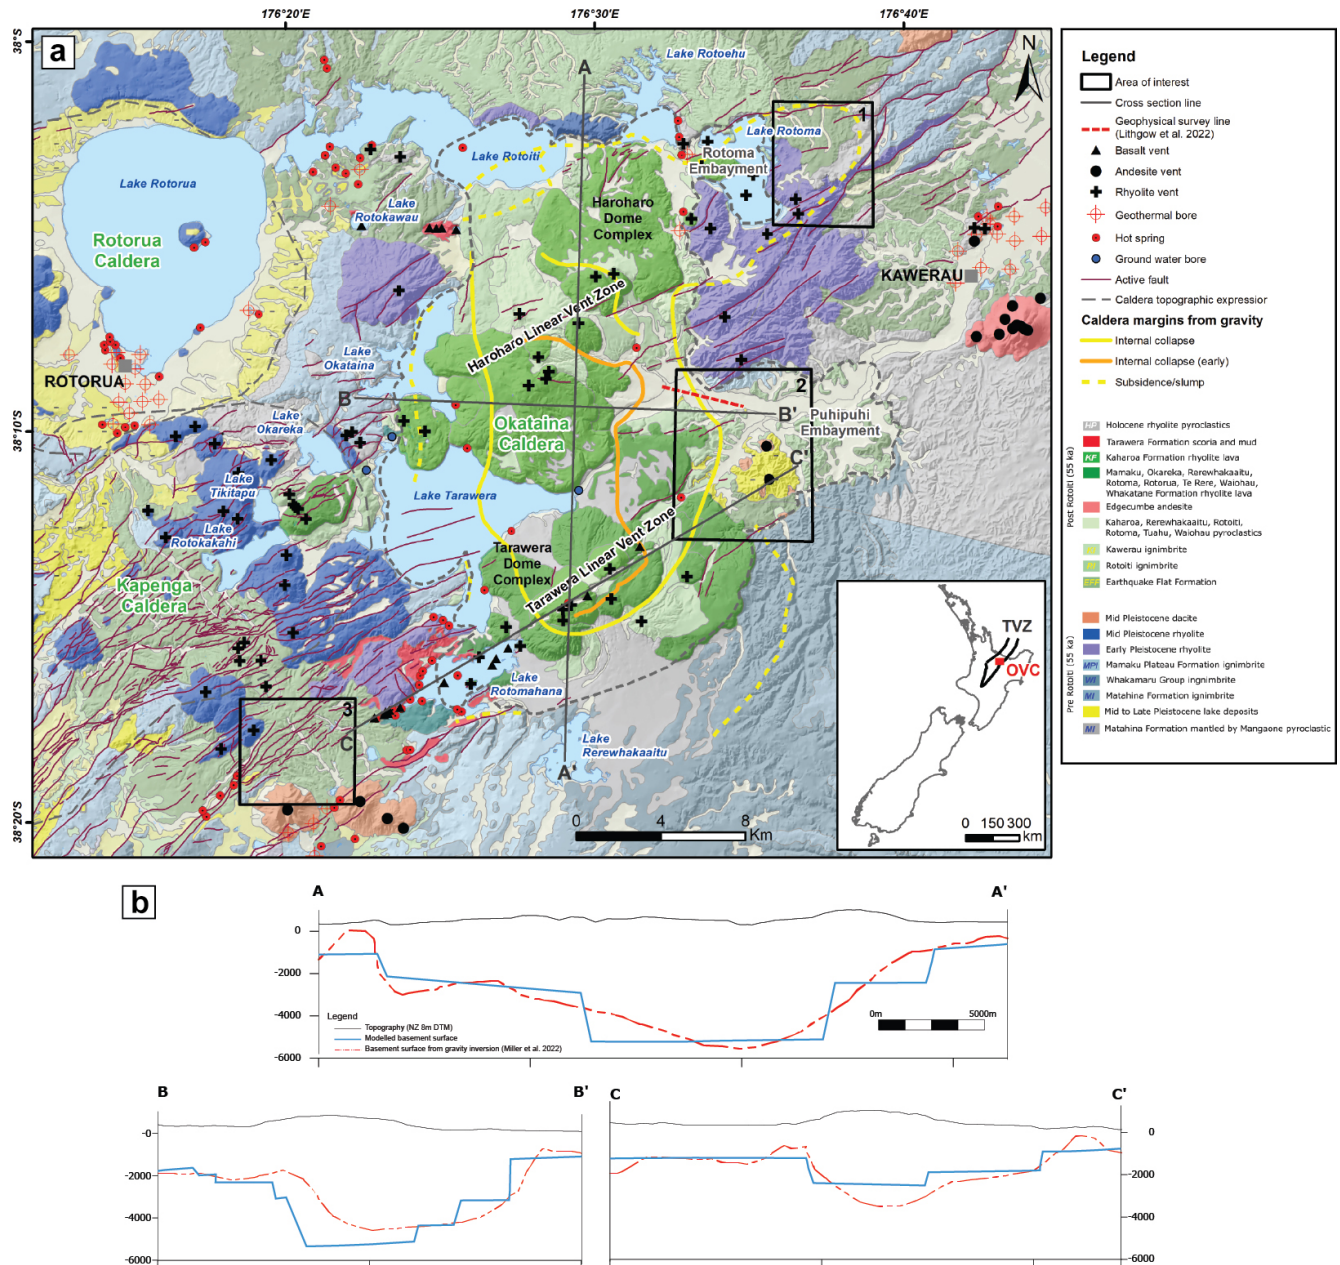 176°20'E
176°30'E
176°40'E
38°S
38°10'S
38°20'S
a
N
A
Lake Rotoehu
Lake Rotoma
1
Rotoma
Embayment
Lake Rotoiti
Lake Rotorua
Rotorua
Caldera
Lake
Rotokawau
Haroharo
Dome
Complex
KAWERAU
Haroharo Linear Vent Zone
Lake
Okataina
ROTORUA
2
B
B'
Puhipuhi
Embayment
Lake
Okareka
Okataina
Caldera
C'
Lake
Tikitapu
Lake Tarawera
Lake
Rotokakahi
Tarawera
Dome
Complex
Tarawera Linear Vent Zone
Kapenga
Caldera
Lake
Rotomahana
3
C
Lake
Rerewhakaaitu
A'
0 4 8
Km
TVZ
OVC
0 150 300
km
Legend
Area of interest
Cross section line
Geophysical survey line
(Lithgow et al. 2022)
Basalt vent
Andesite vent
Rhyolite vent
Geothermal bore
Hot spring
Ground water bore
Active fault
Caldera topographic expression
Caldera margins from gravity
Internal collapse
Internal collapse (early)
Subsidence/slump
Post Rotoiti (55 ka)
HP Holocene rhyolite pyroclastics
Tarawera Formation scoria and mud
KF Kaharoa Formation rhyolite lava
Mamaku, Okareka, Rerewhakaaitu,
Rotoma, Rotorua, Te Rere, Waiohau,
Whakatane Formation rhyolite lava
Edgecumbe andesite
Kaharoa, Rerewhakaaitu, Rotoiti,
Rotoma, Tuahu, Waiohau pyroclastics
Kawerau ignimbrite
Rotoiti ignimbrite
EFF Earthquake Flat Formation
Pre Rotoiti (55 ka)
Mid Pleistocene dacite
Mid Pleistocene rhyolite
Early Pleistocene rhyolite
MPI Mamaku Plateau Formation ignimbrite
WI Whakamaru Group ingnimbrite
MI Matahina Formation ignimbrite
Mid to Late Pleistocene lake deposits
MI Matahina Formation mantled by Mangaone pyroclastic
b
A
A'
0
-2000
-4000
-6000
Legend
Topography (NZ 8m DTM)
Modelled basement surface
Basement surface from gravity inversion (Miller et al. 2022)
0m 5000m
B
B'
-0
-2000
-4000
-6000
C
C'
0
-2000
-4000
-6000